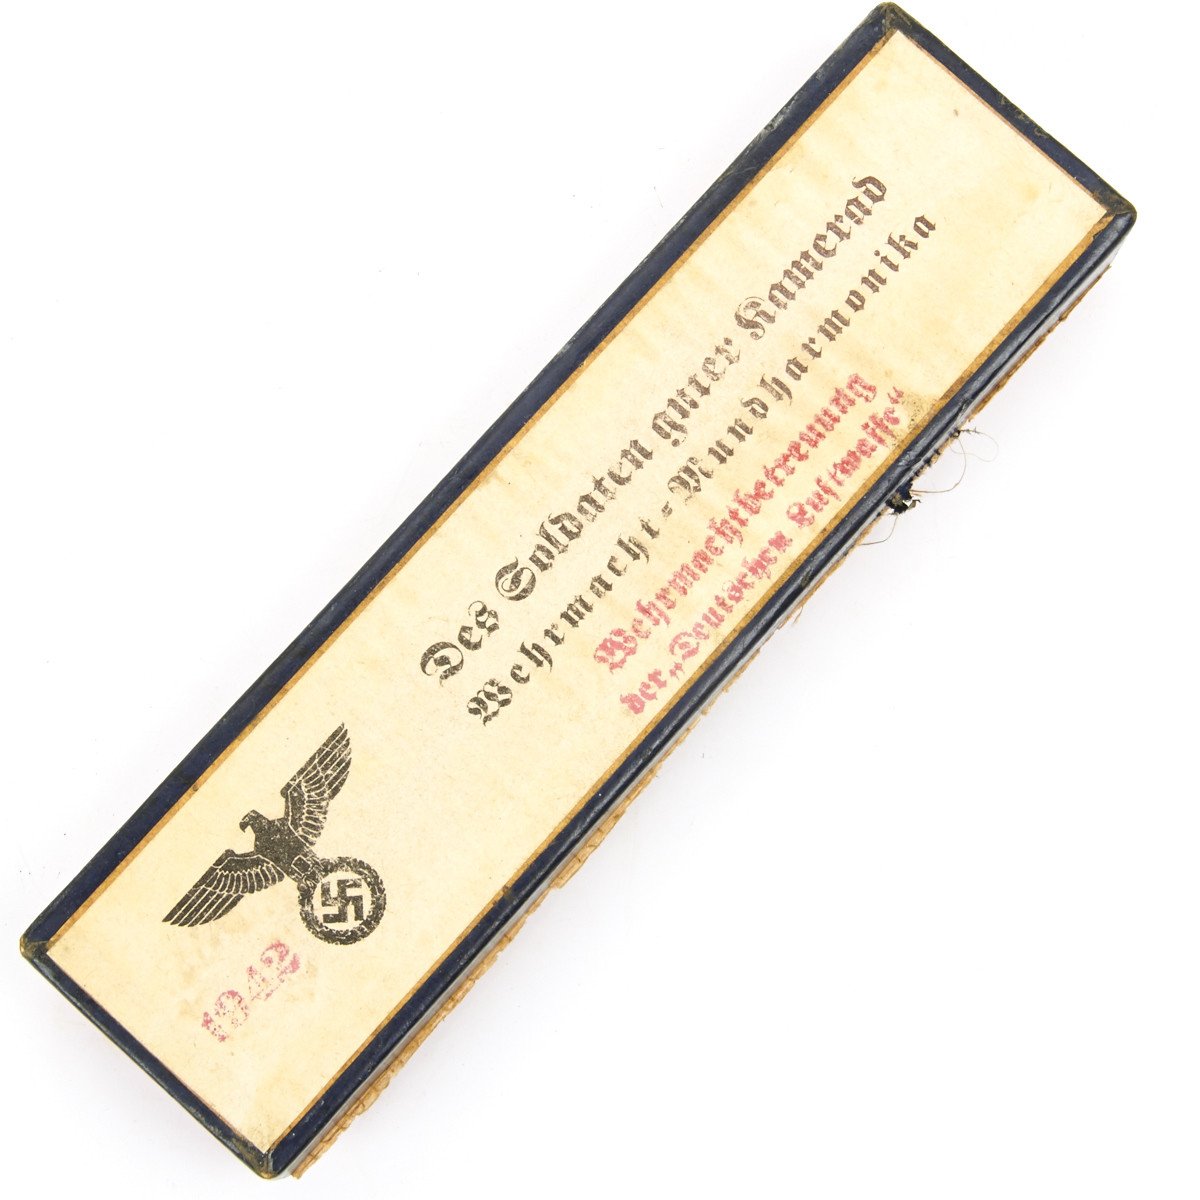 Des Soldaten guter Kamerad
Wehrmacht-Mundharmonika
Wehrmachtbetreuung
der „Deutschen Luftwaffe“
1942